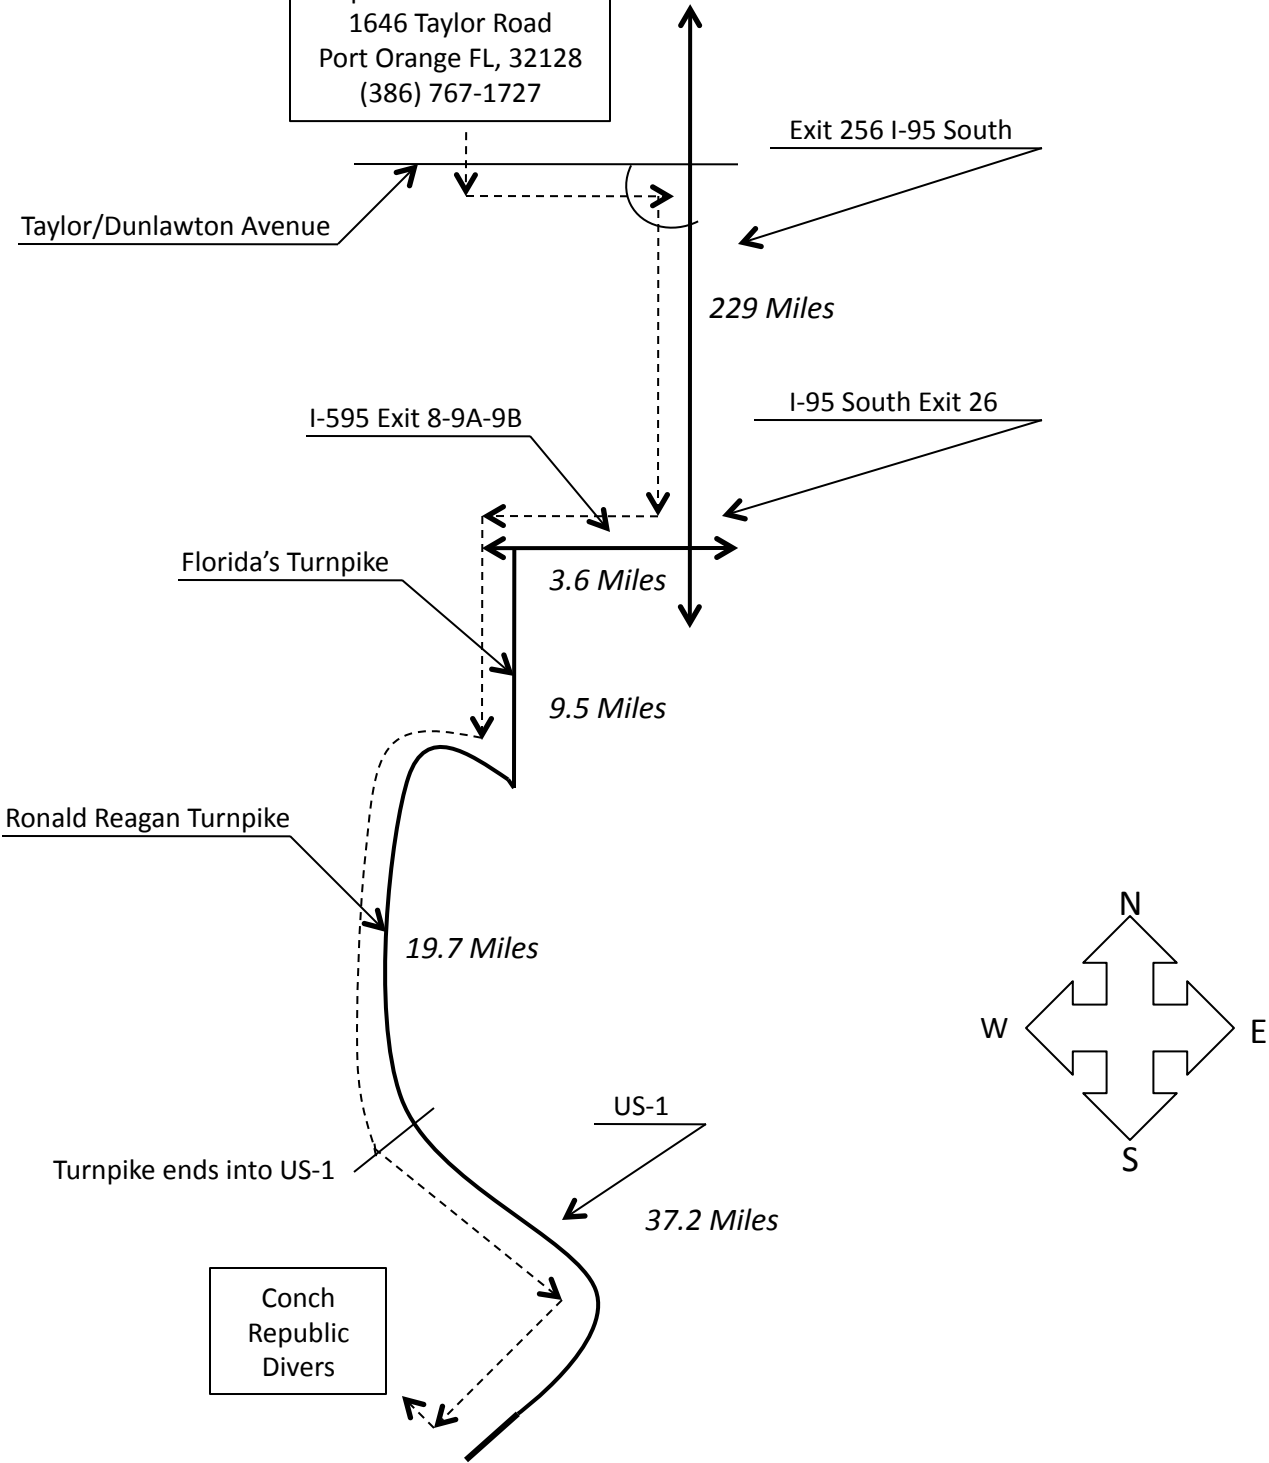 1646 Taylor Road
Port Orange FL, 32128
(386) 767-1727
Exit 256 I-95 South
Taylor/Dunlawton Avenue
229 Miles
I-95 South Exit 26
I-595 Exit 8-9A-9B
Florida’s Turnpike
3.6 Miles
9.5 Miles
Ronald Reagan Turnpike
19.7 Miles
N
W
E
S
US-1
Turnpike ends into US-1
37.2 Miles
Conch
Republic
Divers